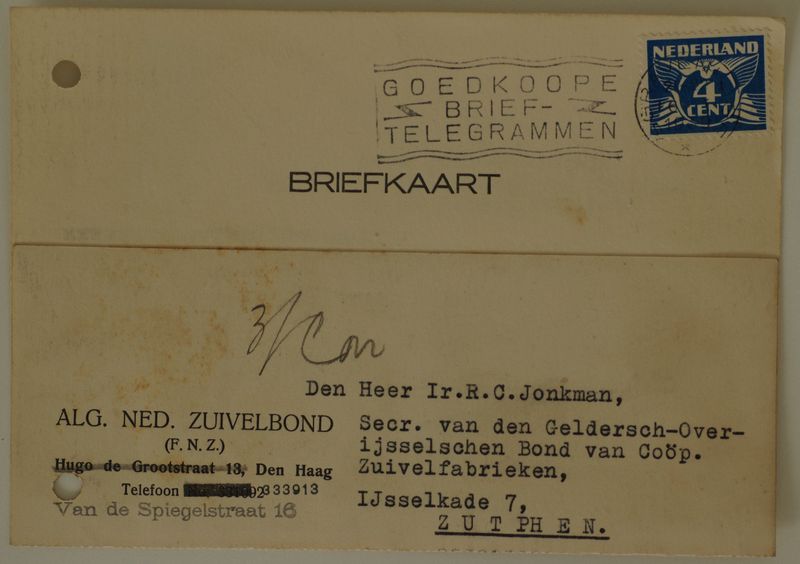 NEDERLAND
4
CENT
GOEDKOOPE
BRIEF-
TELEGRAMMEN
BRIEFKAART
Den Heer Ir.R.C.Jonkman,
Secr. van den Geldersch-Over-
ijsselschen Bond van Coöp.
Zuivelfabrieken,
IJsselkade 7,
ZUTPHEN.
ALG. NED. ZUIVELBOND
(F. N. Z.)
Hugo de Grootstraat 13, Den Haag
Telefoon 333913
Van de Spiegelstraat 16